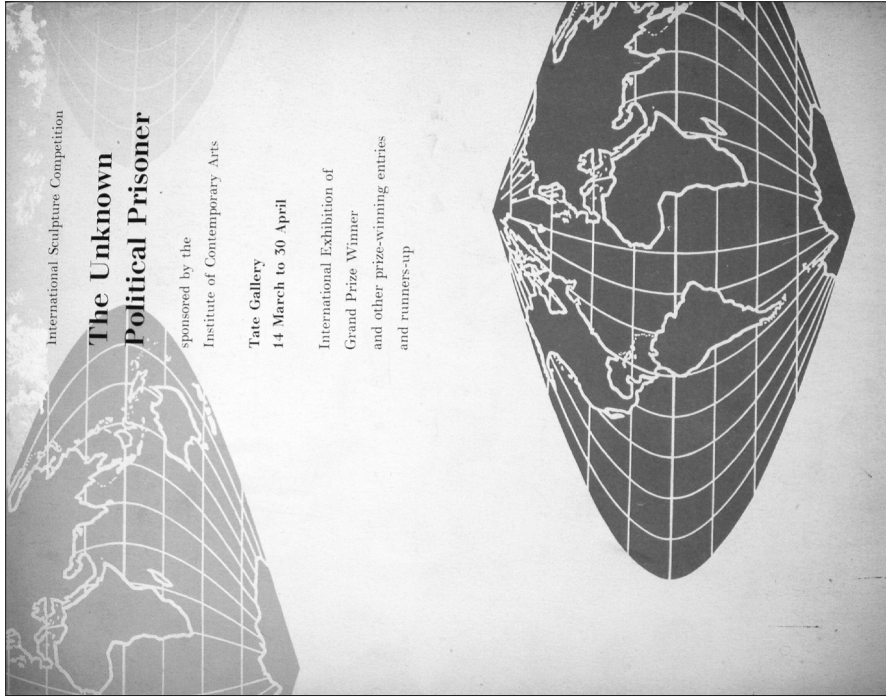 International Sculpture Competition
The Unknown
Political Prisoner
sponsored by the
Institute of Contemporary Arts
Tate Gallery
14 March to 30 April
International Exhibition of
Grand Prize Winner
and other prize-winning entries
and runners-up